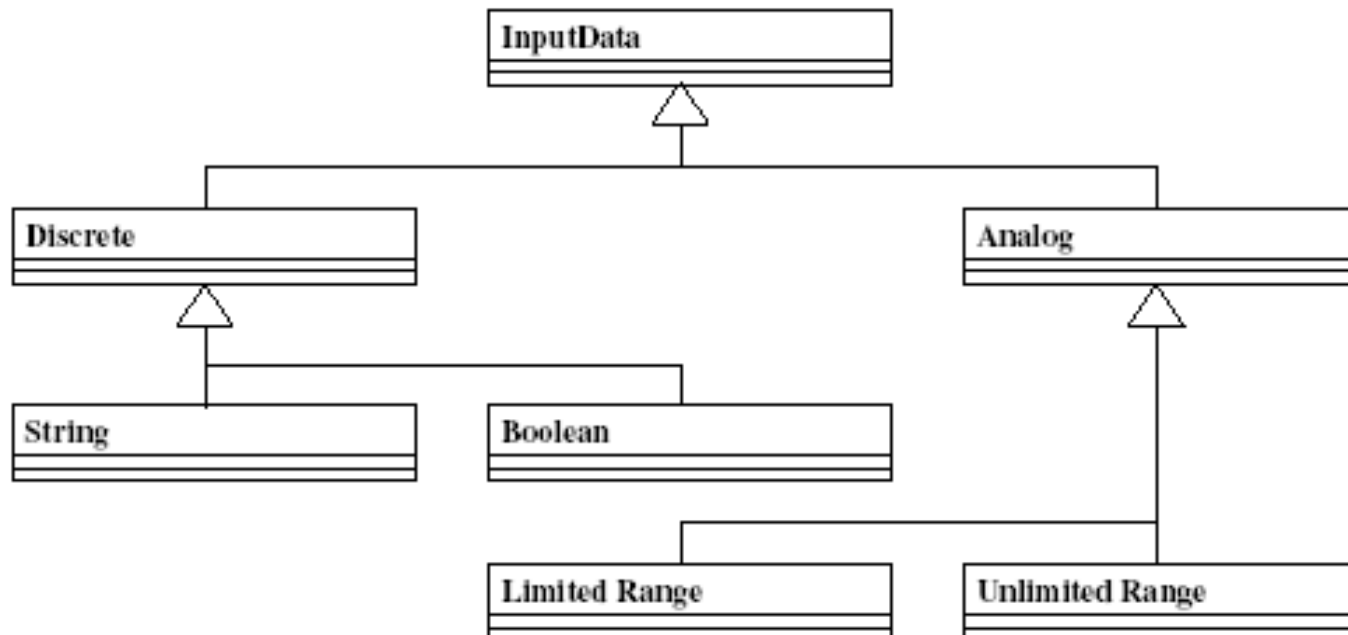 InputData
Discrete
Analog
String
Boolean
Limited Range
Unlimited Range